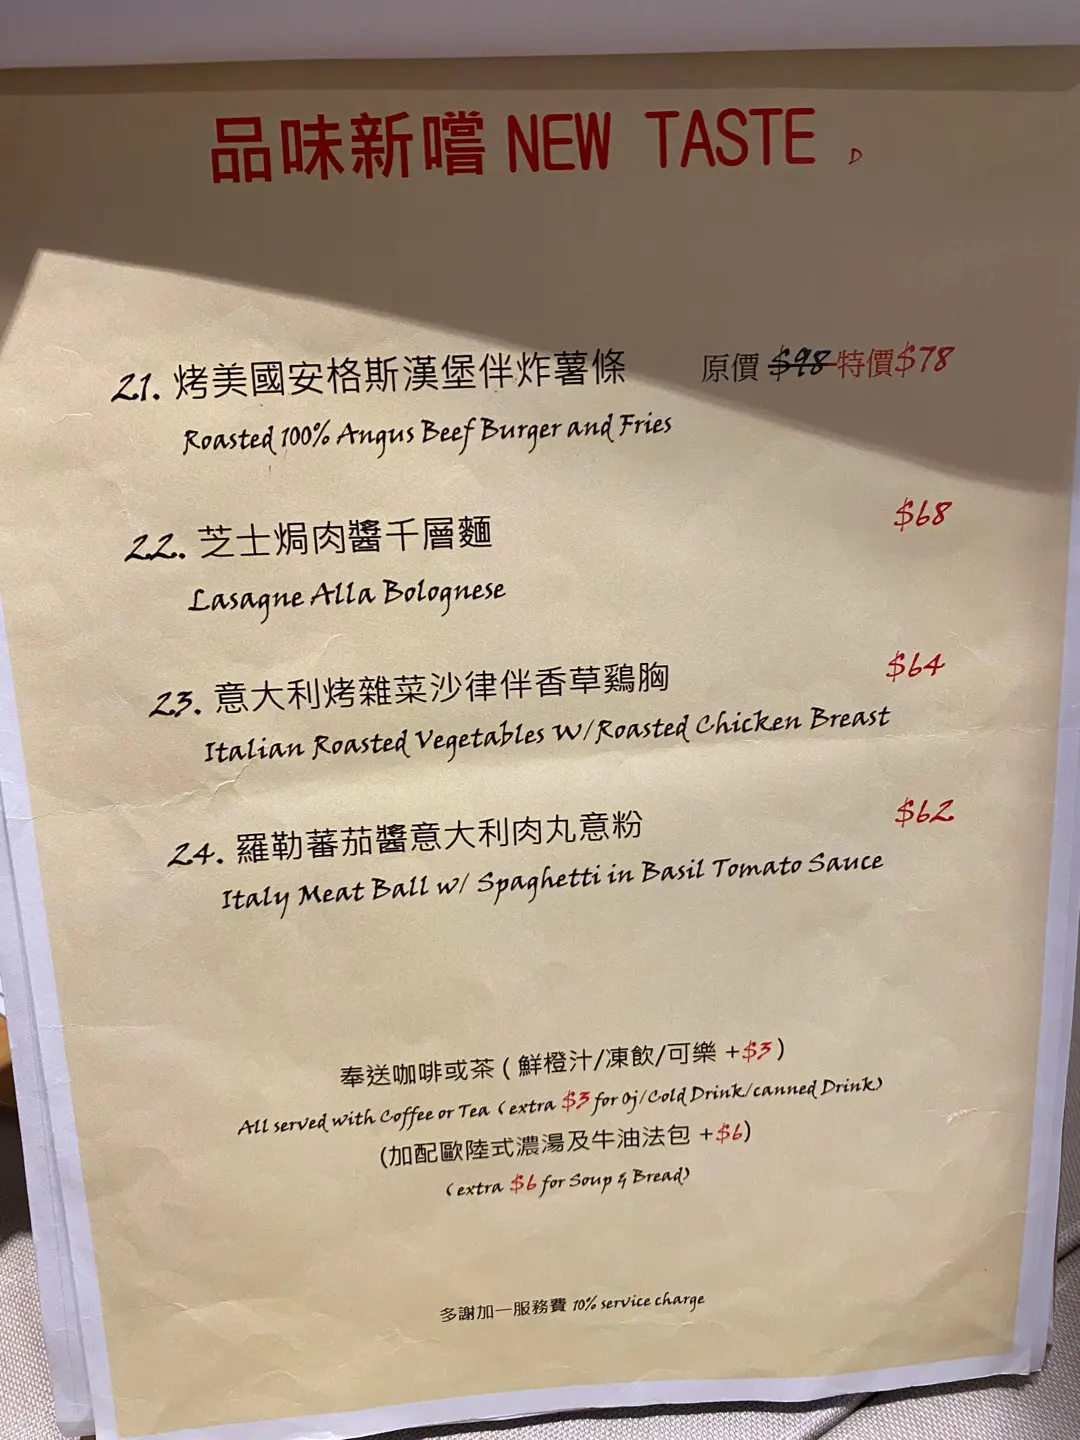 品味新嚐 NEW TASTE D
21. 烤美國安格斯漢堡伴炸薯條 原價 $98 特價$78
Roasted 100% Angus Beef Burger and Fries
22. 芝士焗肉醬千層麵 $68
Lasagne Alla Bolognese
23. 意大利烤雜菜沙律伴香草鷄胸 $64
Italian Roasted Vegetables W/Roasted Chicken Breast
24. 羅勒蕃茄醬意大利肉丸意粉 $62
Italy Meat Ball w/ Spaghetti in Basil Tomato Sauce
奉送咖啡或茶 ( 鮮橙汁/凍飲/可樂 +$3 )
All served with Coffee or Tea (extra $3 for Oj/Cold Drink/canned Drink)
(加配歐陸式濃湯及牛油法包 +$6)
(extra $6 for Soup & Bread)
多謝加一服務費 10% service charge